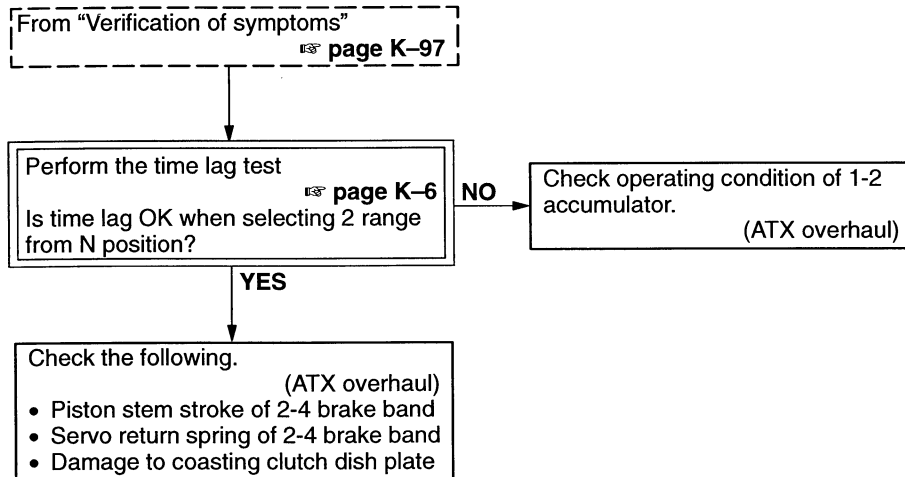 From “Verification of symptoms”
☞ page K–97
Perform the time lag test
☞ page K–6
Is time lag OK when selecting 2 range
from N position?
NO
Check operating condition of 1-2
accumulator.
(ATX overhaul)
YES
Check the following.
(ATX overhaul)
• Piston stem stroke of 2-4 brake band
• Servo return spring of 2-4 brake band
• Damage to coasting clutch dish plate